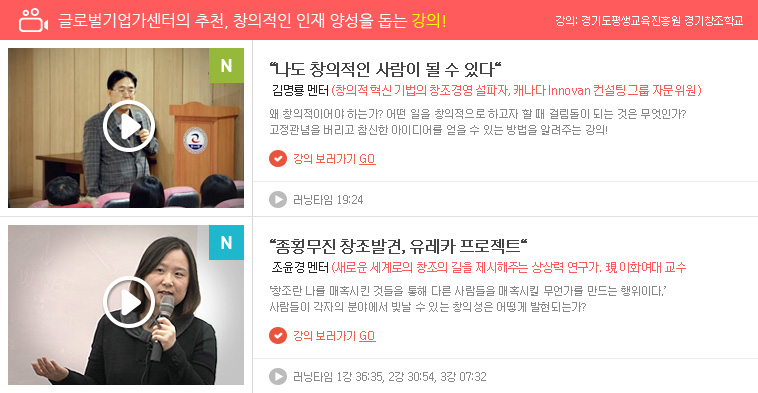 글로벌기업가센터의 추천, 창의적인 인재 양성을 돕는 강의!
강의: 경기도평생교육진흥원 경기창조학교
N
“나도 창의적인 사람이 될 수 있다“
김명룡 멘터 (창의적 혁신 기법의 창조경영 설파자, 캐나다 Innovan 컨설팅 그룹 자문위원)
왜 창의적이어야 하는가? 어떤 일을 창의적으로 하고자 할 때 걸림돌이 되는 것은 무엇인가?
고정관념을 버리고 참신한 아이디어를 얻을 수 있는 방법을 알려주는 강의!
강의 보러가기 GO
러닝타임 19:24
N
“종횡무진 창조발견, 유레카 프로젝트“
조윤경 멘터 (새로운 세계로의 창조의 길을 제시해주는 상상력 연구가. 現 이화여대 교수
‘창조란 나를 매혹시킨 것들을 통해 다른 사람들을 매혹시킬 무언가를 만드는 행위이다.’
사람들이 각자의 분야에서 빛날 수 있는 창의성은 어떻게 발현되는가?
강의 보러가기 GO
러닝타임 1강 36:35, 2강 30:54, 3강 07:32